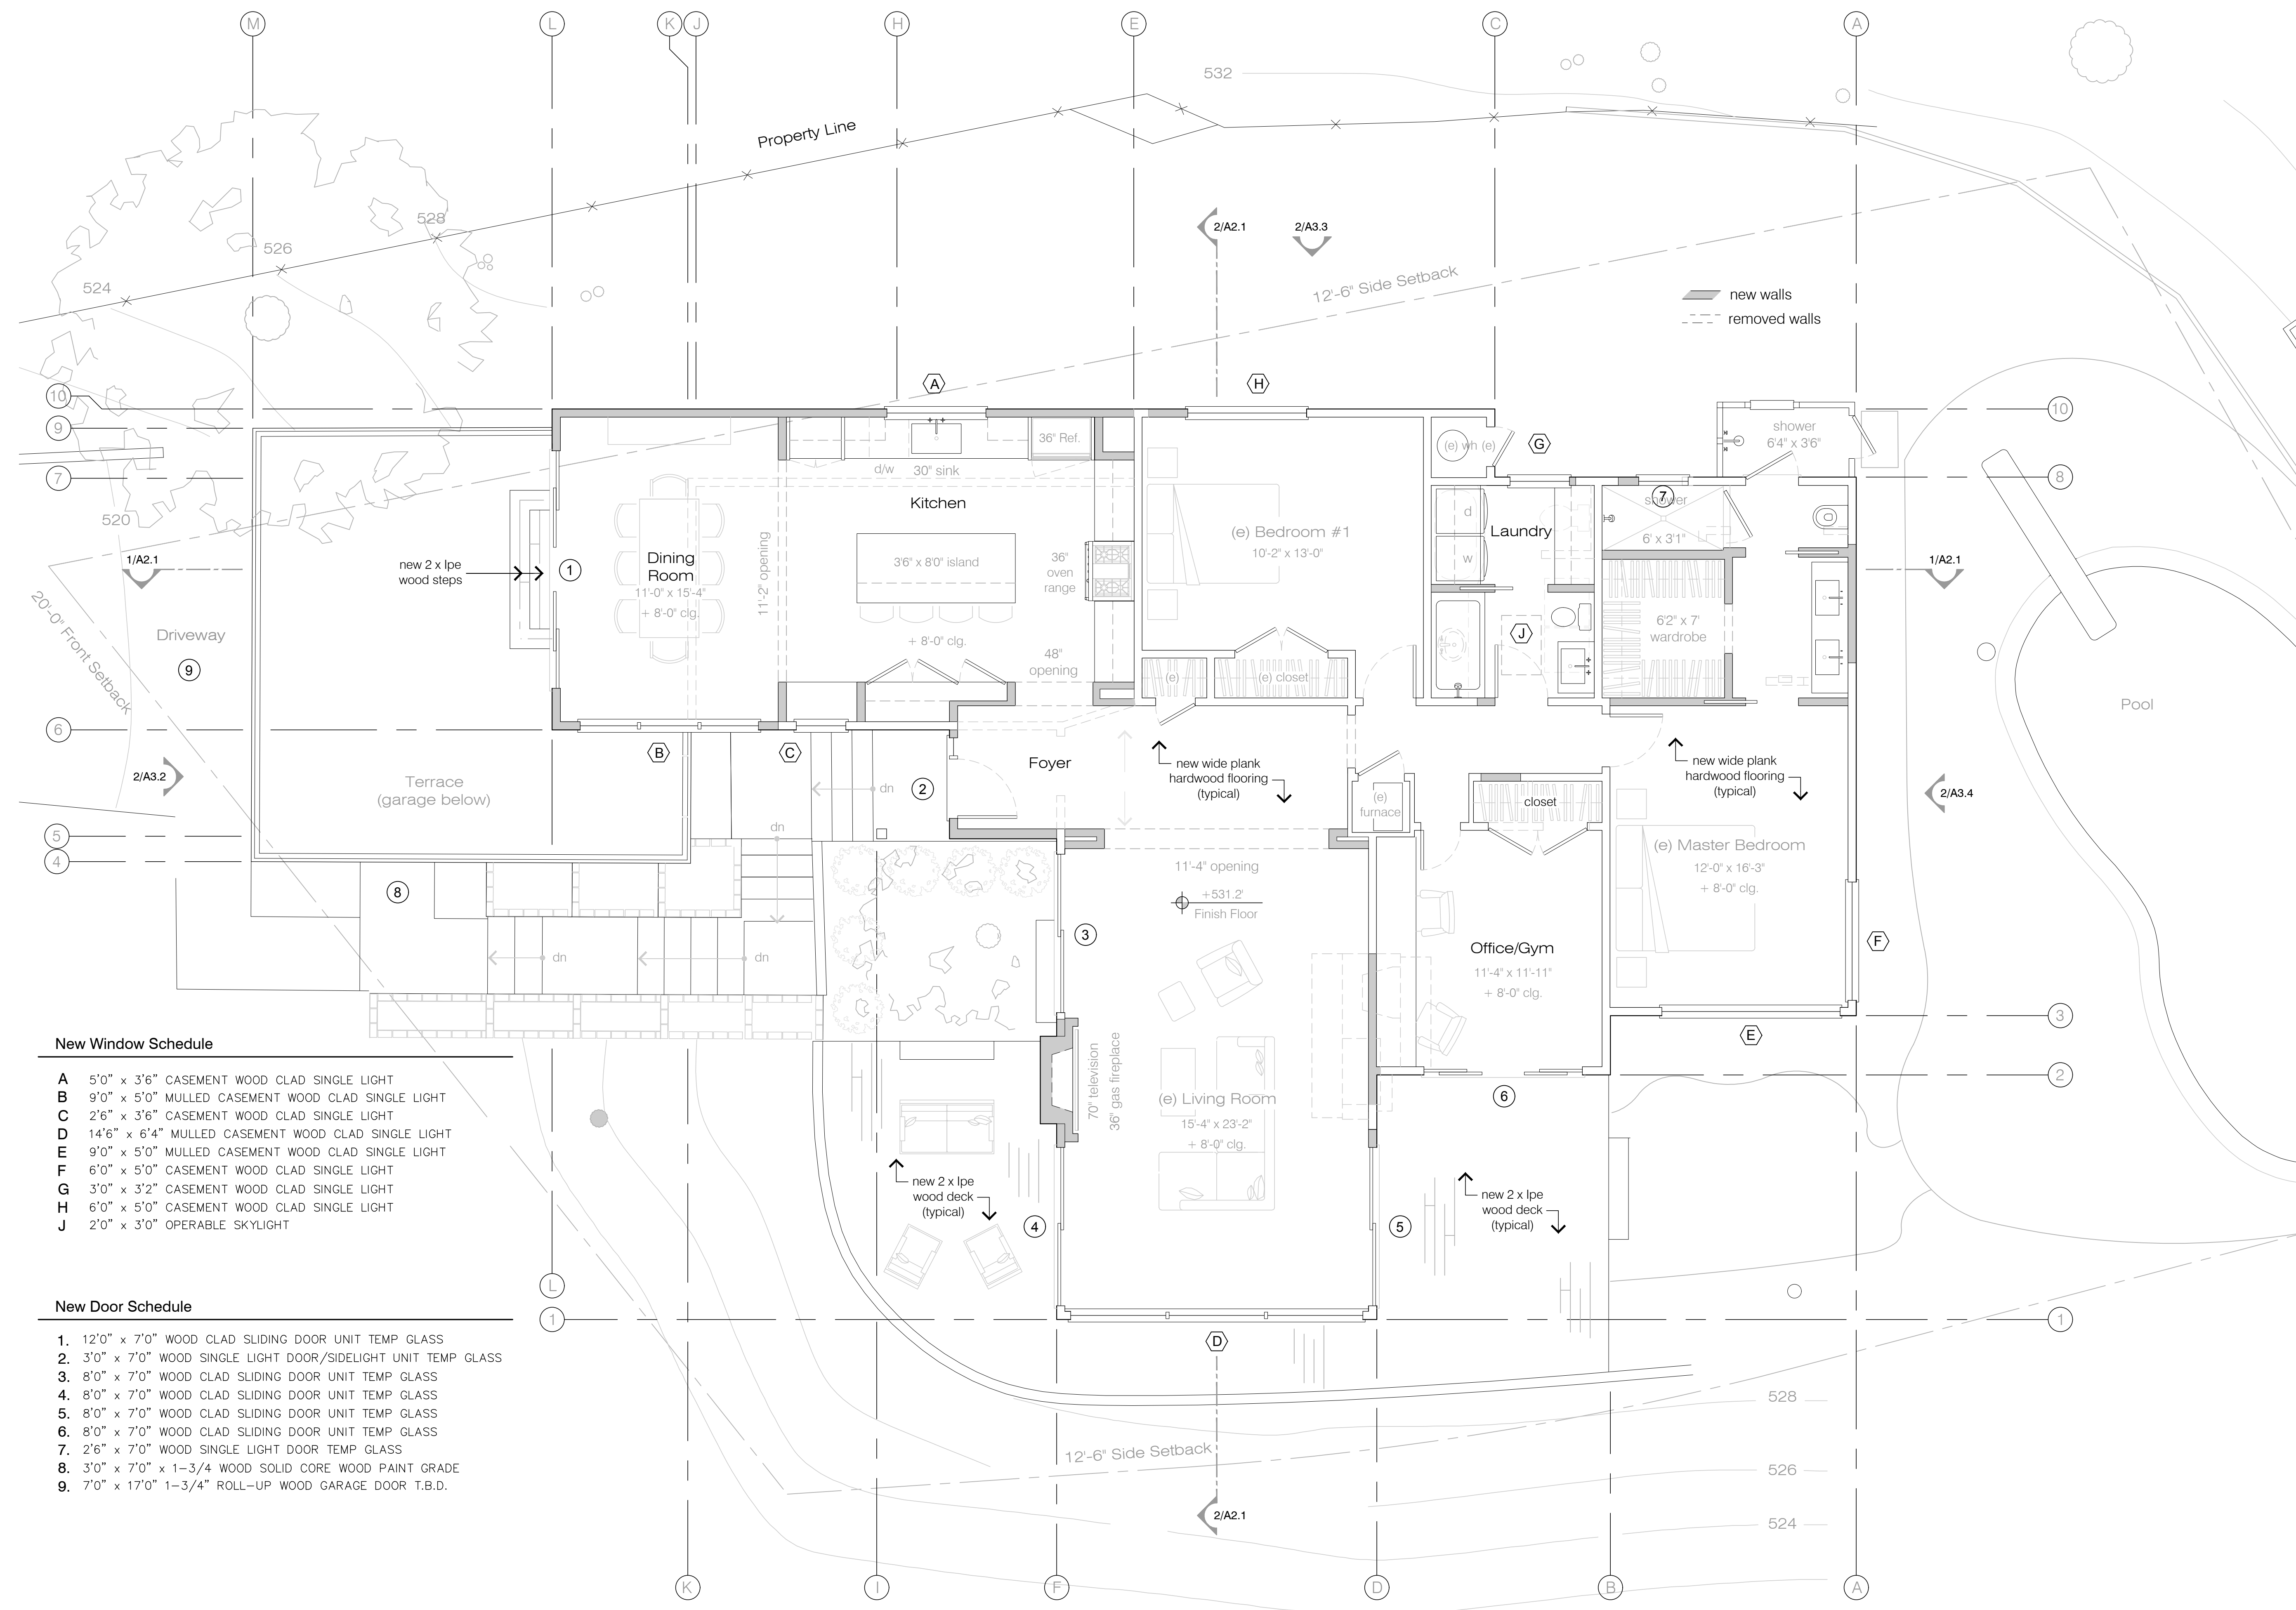 M
L
K
J
H
E
C
A
532
Property Line
528
526
524
2/A2.1
2/A3.3
12'-6" Side Setback
new walls
removed walls
10
9
7
A
H
10
8
shower
6'4" x 3'6"
36" Ref.
(e) wh (e)
G
d/w
30" sink
Kitchen
7
shower
6' x 3'1"
520
d
w
Laundry
(e) Bedroom #1
10'-2" x 13'-0"
1/A2.1
new 2 x Ipe
wood steps
1
Dining
Room
11'-0" x 15'-4"
+ 8'-0" clg.
11'-2" opening
3'6" x 8'0" island
36"
oven
range
+ 8'-0" clg.
48"
opening
1/A2.1
20'-0" Front Setback
Driveway
9
J
6'2" x 7'
wardrobe
(e)
(e) closet
Pool
6
B
C
Foyer
new wide plank
hardwood flooring
(typical)
new wide plank
hardwood flooring
(typical)
2/A3.2
Terrace
(garage below)
dn
2
(e)
furnace
closet
2/A3.4
5
4
dn
(e) Master Bedroom
12'-0" x 16'-3"
+ 8'-0" clg.
11'-4" opening
+531.2'
Finish Floor
8
3
F
Office/Gym
11'-4" x 11'-11"
+ 8'-0" clg.
dn
dn
3
E
2
6
70" television
36" gas fireplace
(e) Living Room
15'-4" x 23'-2"
+ 8'-0" clg.
new 2 x Ipe
wood deck
(typical)
4
5
new 2 x Ipe
wood deck
(typical)
New Window Schedule
A 5'0" x 3'6" CASEMENT WOOD CLAD SINGLE LIGHT
B 9'0" x 5'0" MULLED CASEMENT WOOD CLAD SINGLE LIGHT
C 2'6" x 3'6" CASEMENT WOOD CLAD SINGLE LIGHT
D 14'6" x 6'4" MULLED CASEMENT WOOD CLAD SINGLE LIGHT
E 9'0" x 5'0" MULLED CASEMENT WOOD CLAD SINGLE LIGHT
F 6'0" x 5'0" CASEMENT WOOD CLAD SINGLE LIGHT
G 3'0" x 3'2" CASEMENT WOOD CLAD SINGLE LIGHT
H 6'0" x 5'0" CASEMENT WOOD CLAD SINGLE LIGHT
J 2'0" x 3'0" OPERABLE SKYLIGHT
L
1
D
1
New Door Schedule
1. 12'0" x 7'0" WOOD CLAD SLIDING DOOR UNIT TEMP GLASS
2. 3'0" x 7'0" WOOD SINGLE LIGHT DOOR/SIDELIGHT UNIT TEMP GLASS
3. 8'0" x 7'0" WOOD CLAD SLIDING DOOR UNIT TEMP GLASS
4. 8'0" x 7'0" WOOD CLAD SLIDING DOOR UNIT TEMP GLASS
5. 8'0" x 7'0" WOOD CLAD SLIDING DOOR UNIT TEMP GLASS
6. 8'0" x 7'0" WOOD CLAD SLIDING DOOR UNIT TEMP GLASS
7. 2'6" x 7'0" WOOD SINGLE LIGHT DOOR TEMP GLASS
8. 3'0" x 7'0" x 1-3/4 WOOD SOLID CORE WOOD PAINT GRADE
9. 7'0" x 17'0" 1-3/4" ROLL-UP WOOD GARAGE DOOR T.B.D.
528
12'-6" Side Setback
526
2/A2.1
524
K
I
F
D
B
A